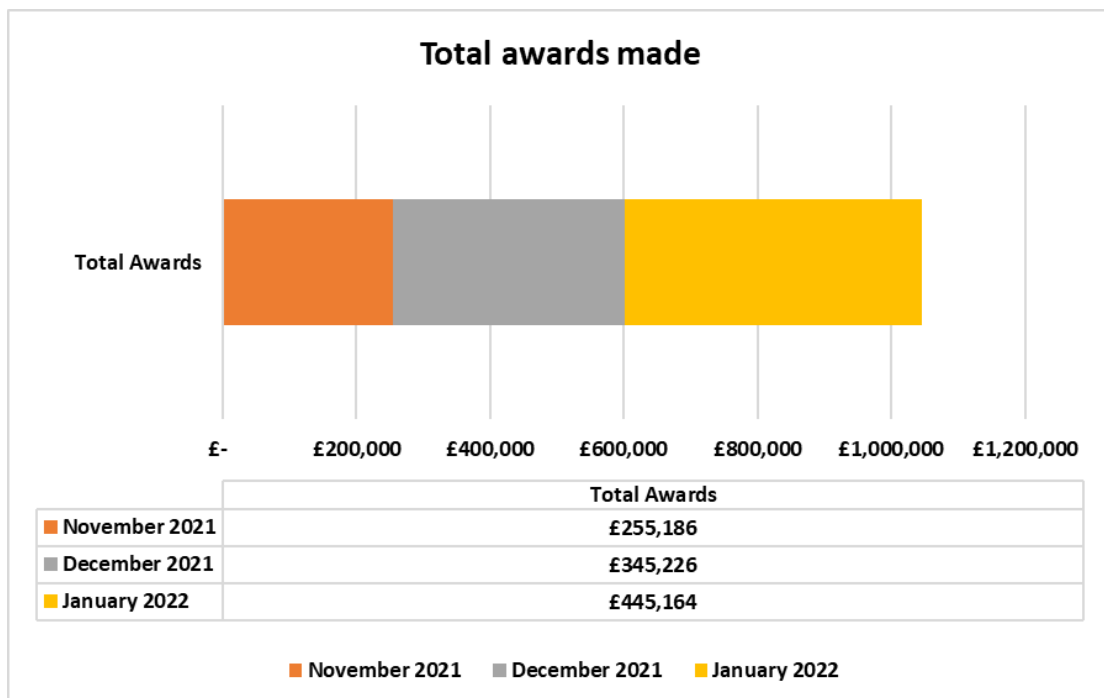 Total awards made
Total Awards
£- £200,000 £400,000 £600,000 £800,000 £1,000,000 £1,200,000
Total Awards
November 2021 £255,186
December 2021 £345,226
January 2022 £445,164
November 2021 December 2021 January 2022